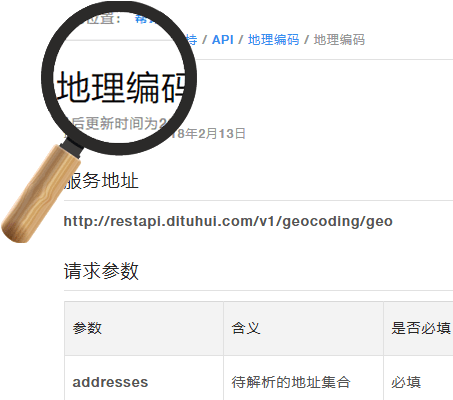 位置：
持 / API / 地理编码 / 地理编码
地理编码
后更新时间为2
18年2月13日
服务地址
http://restapi.dituhui.com/v1/geocoding/geo
请求参数
参数 含义 是否必填
addresses 待解析的地址集合 必填